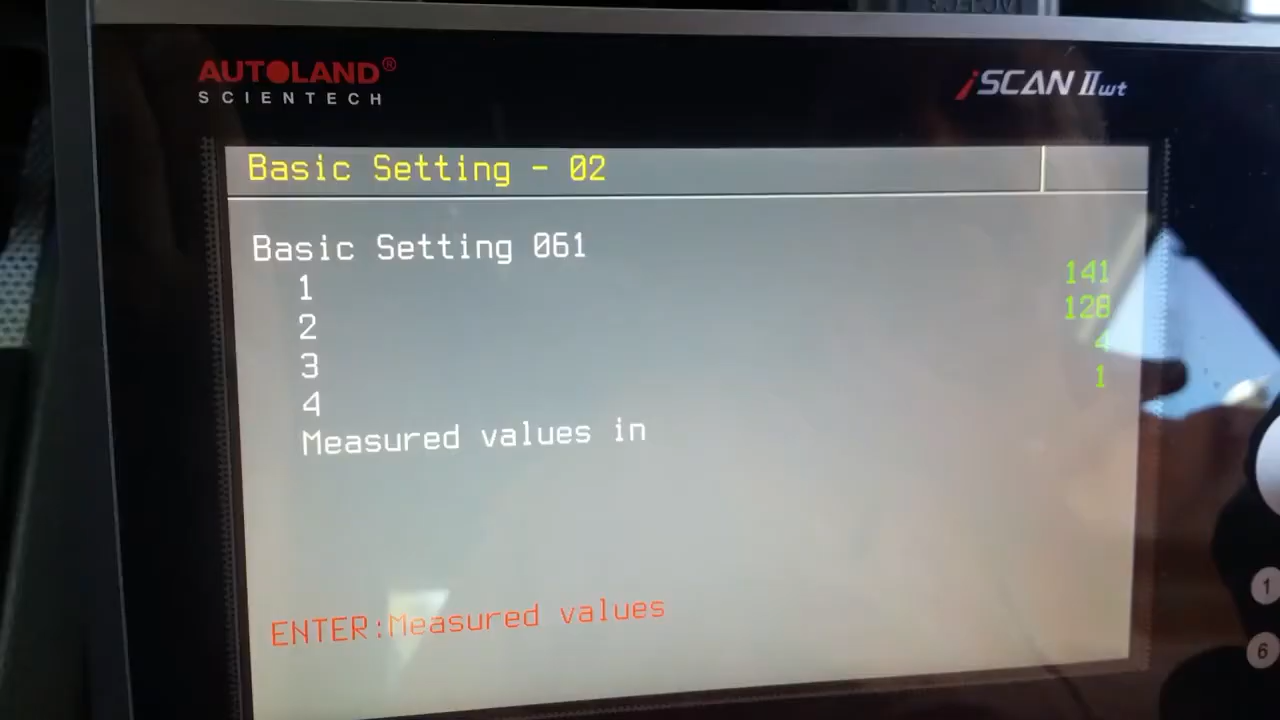 AUTOLAND®
SCIENTECH
iSCAN IIwt
Basic Setting - 02
Basic Setting 061
1 141
2 128
3 4
4 1
Measured values in
ENTER:Measured values
1
6